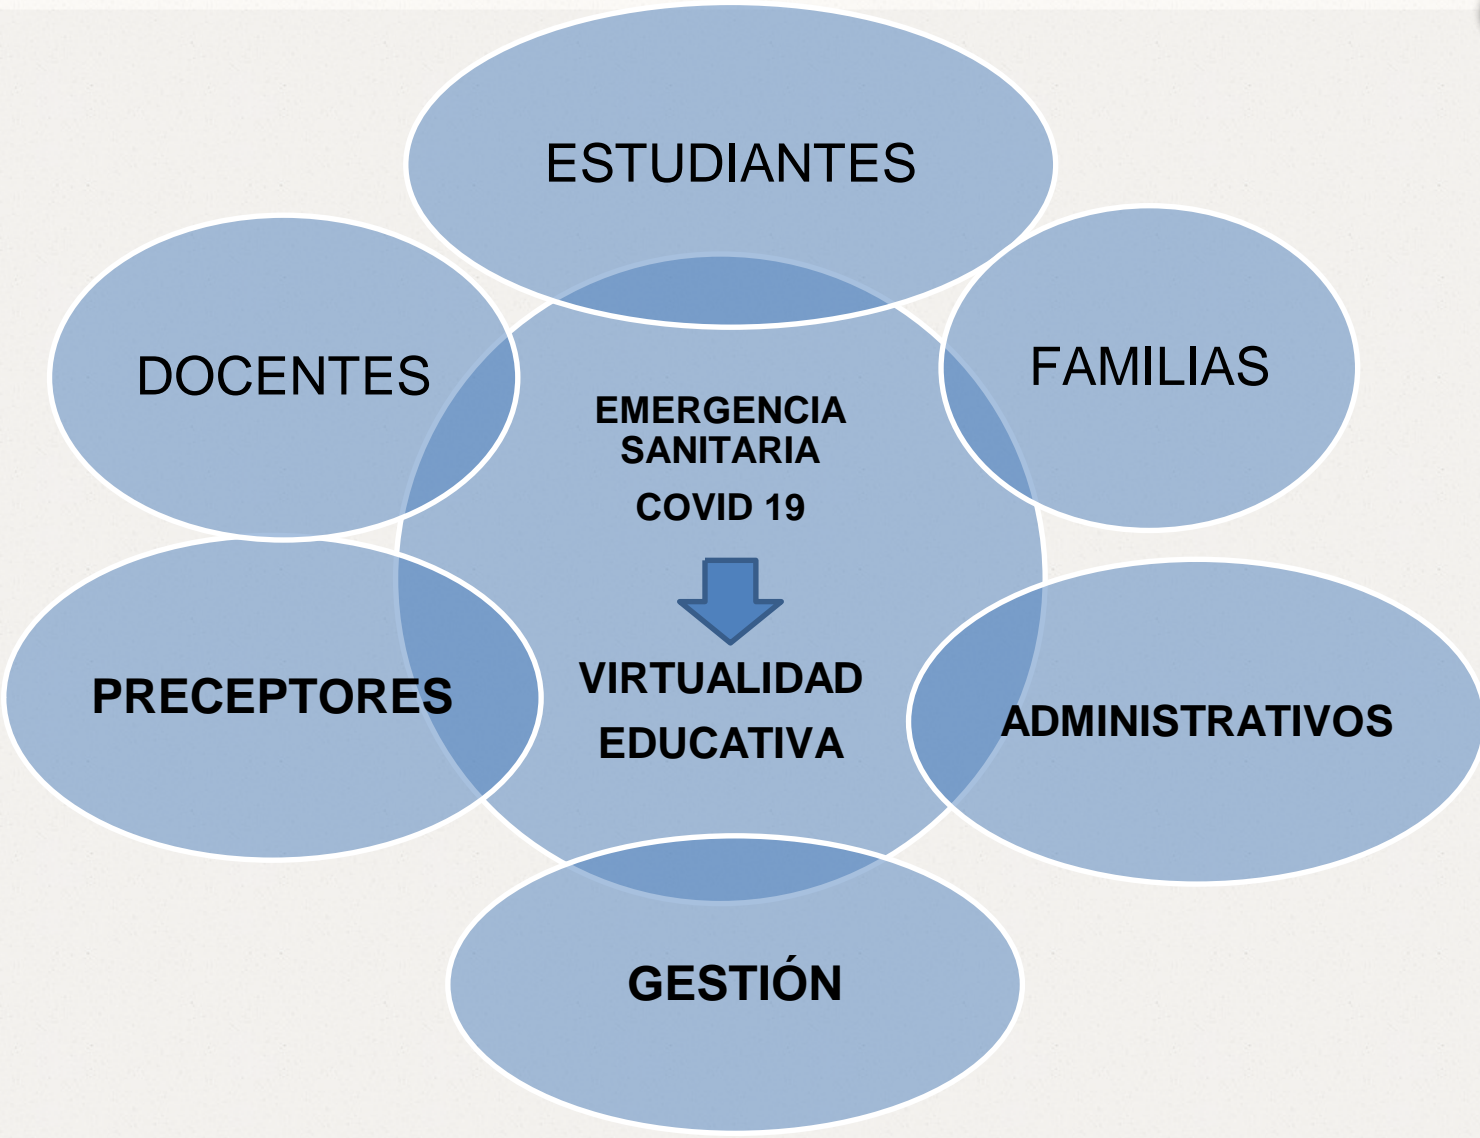 ESTUDIANTES
DOCENTES
FAMILIAS
EMERGENCIA
SANITARIA
COVID 19
VIRTUALIDAD
EDUCATIVA
PRECEPTORES
ADMINISTRATIVOS
GESTIÓN